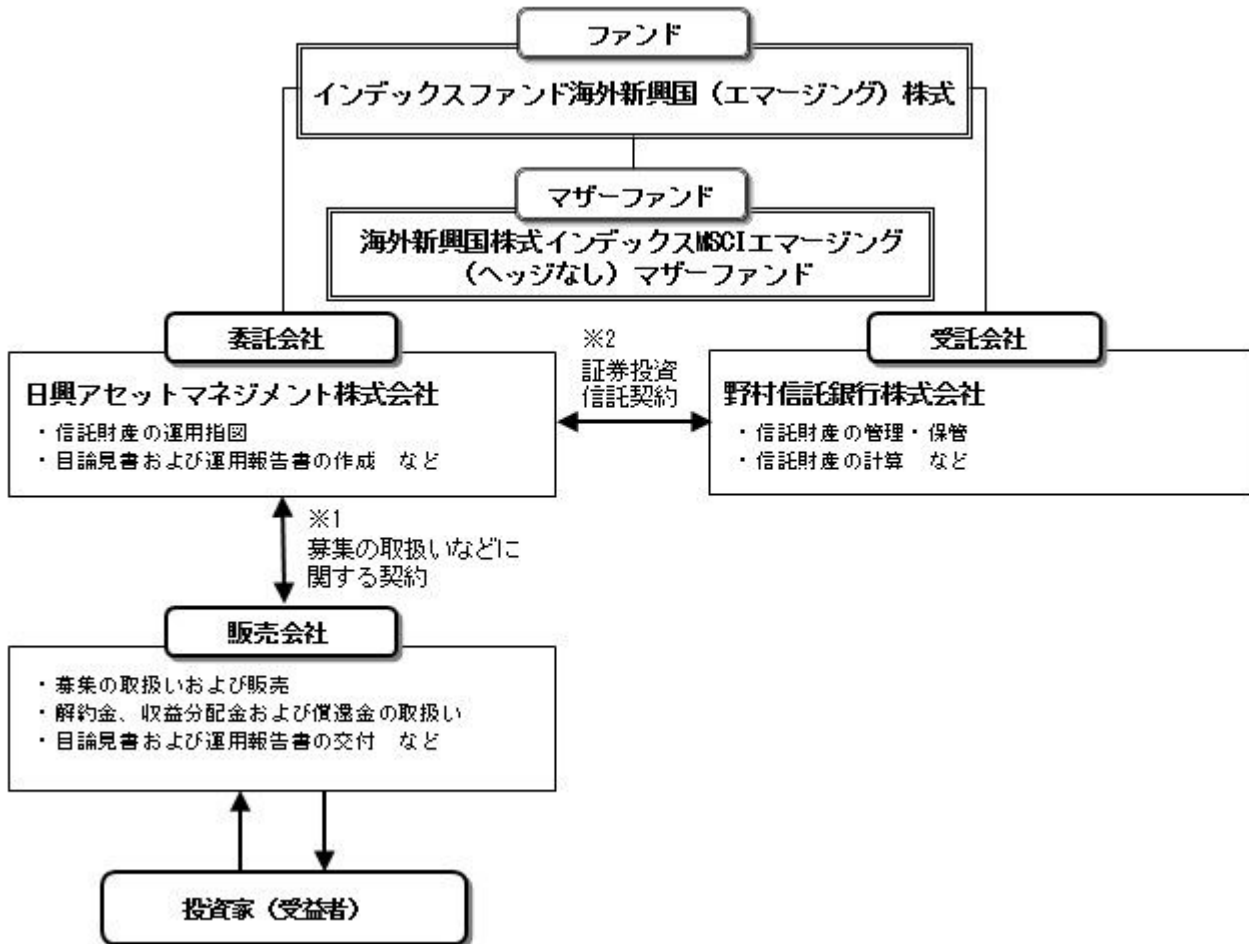 ファンド
インデックスファンド海外新興国(エマージング)株式
マザーファンド
海外新興国株式インデックスMSCIエマージング
(ヘッジなし)マザーファンド
委託会社
日興アセットマネジメント株式会社
・信託財産の運用指図
・目論見書および運用報告書の作成 など
※2
証券投資
信託契約
受託会社
野村信託銀行株式会社
・信託財産の管理・保管
・信託財産の計算 など
※1
募集の取扱いなどに
関する契約
販売会社
・募集の取扱いおよび販売
・解約金、収益分配金および償還金の取扱い
・目論見書および運用報告書の交付 など
投資家(受益者)